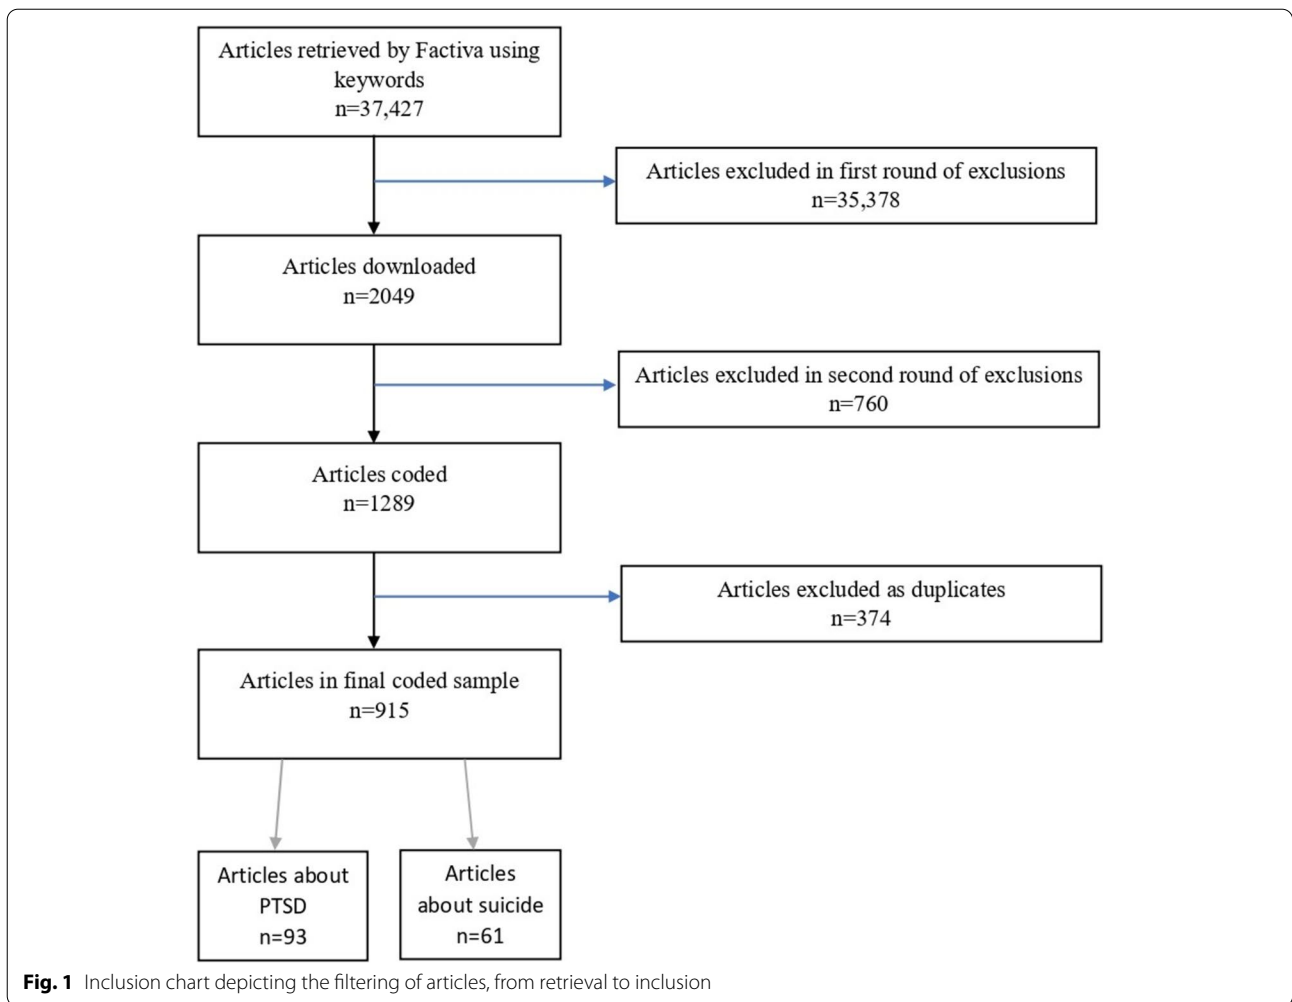 Articles retrieved by Factiva using
keywords
n=37,427
Articles excluded in first round of exclusions
n=35,378
Articles downloaded
n=2049
Articles excluded in second round of exclusions
n=760
Articles coded
n=1289
Articles excluded as duplicates
n=374
Articles in final coded sample
n=915
Articles about
PTSD
n=93
Articles
about suicide
n=61
Fig. 1 Inclusion chart depicting the filtering of articles, from retrieval to inclusion